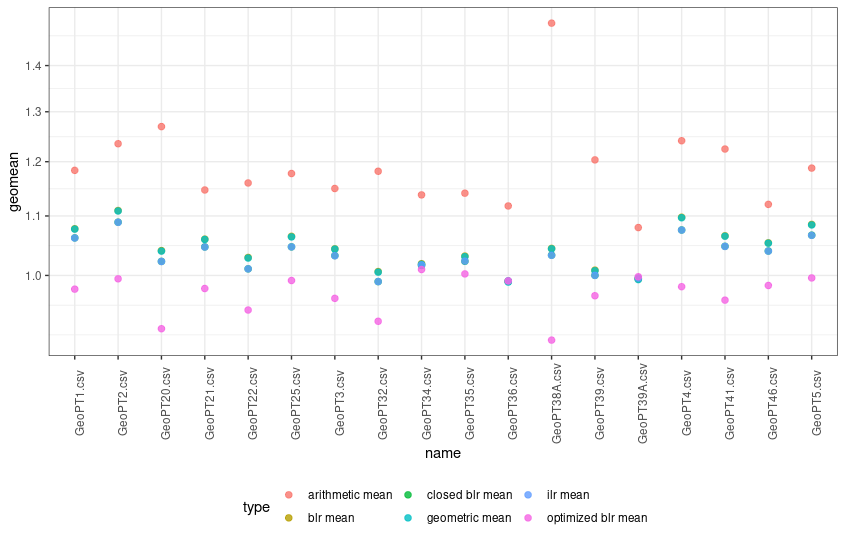 geomean
1.4
1.3
1.2
1.1
1.0
GeoPT1.csv
GeoPT2.csv
GeoPT20.csv
GeoPT21.csv
GeoPT22.csv
GeoPT25.csv
GeoPT3.csv
GeoPT32.csv
GeoPT34.csv
GeoPT35.csv
GeoPT36.csv
GeoPT38A.csv
GeoPT39.csv
GeoPT39A.csv
GeoPT4.csv
GeoPT41.csv
GeoPT46.csv
GeoPT5.csv
name
type
arithmetic mean
closed blr mean
ilr mean
blr mean
geometric mean
optimized blr mean